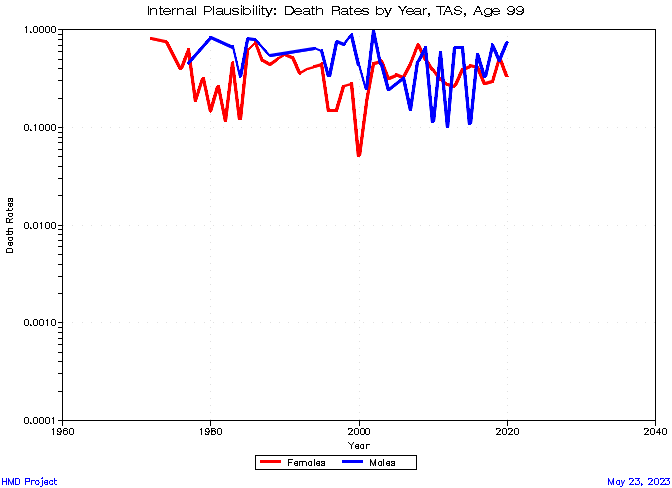 Internal Plausibility: Death Rates by Year, TAS, Age 99
1.0000
0.1000
0.0100
0.0010
0.0001
Death Rates
1960
1980
2000
2020
2040
Year
Females
Males
HMD Project
May 23, 2023